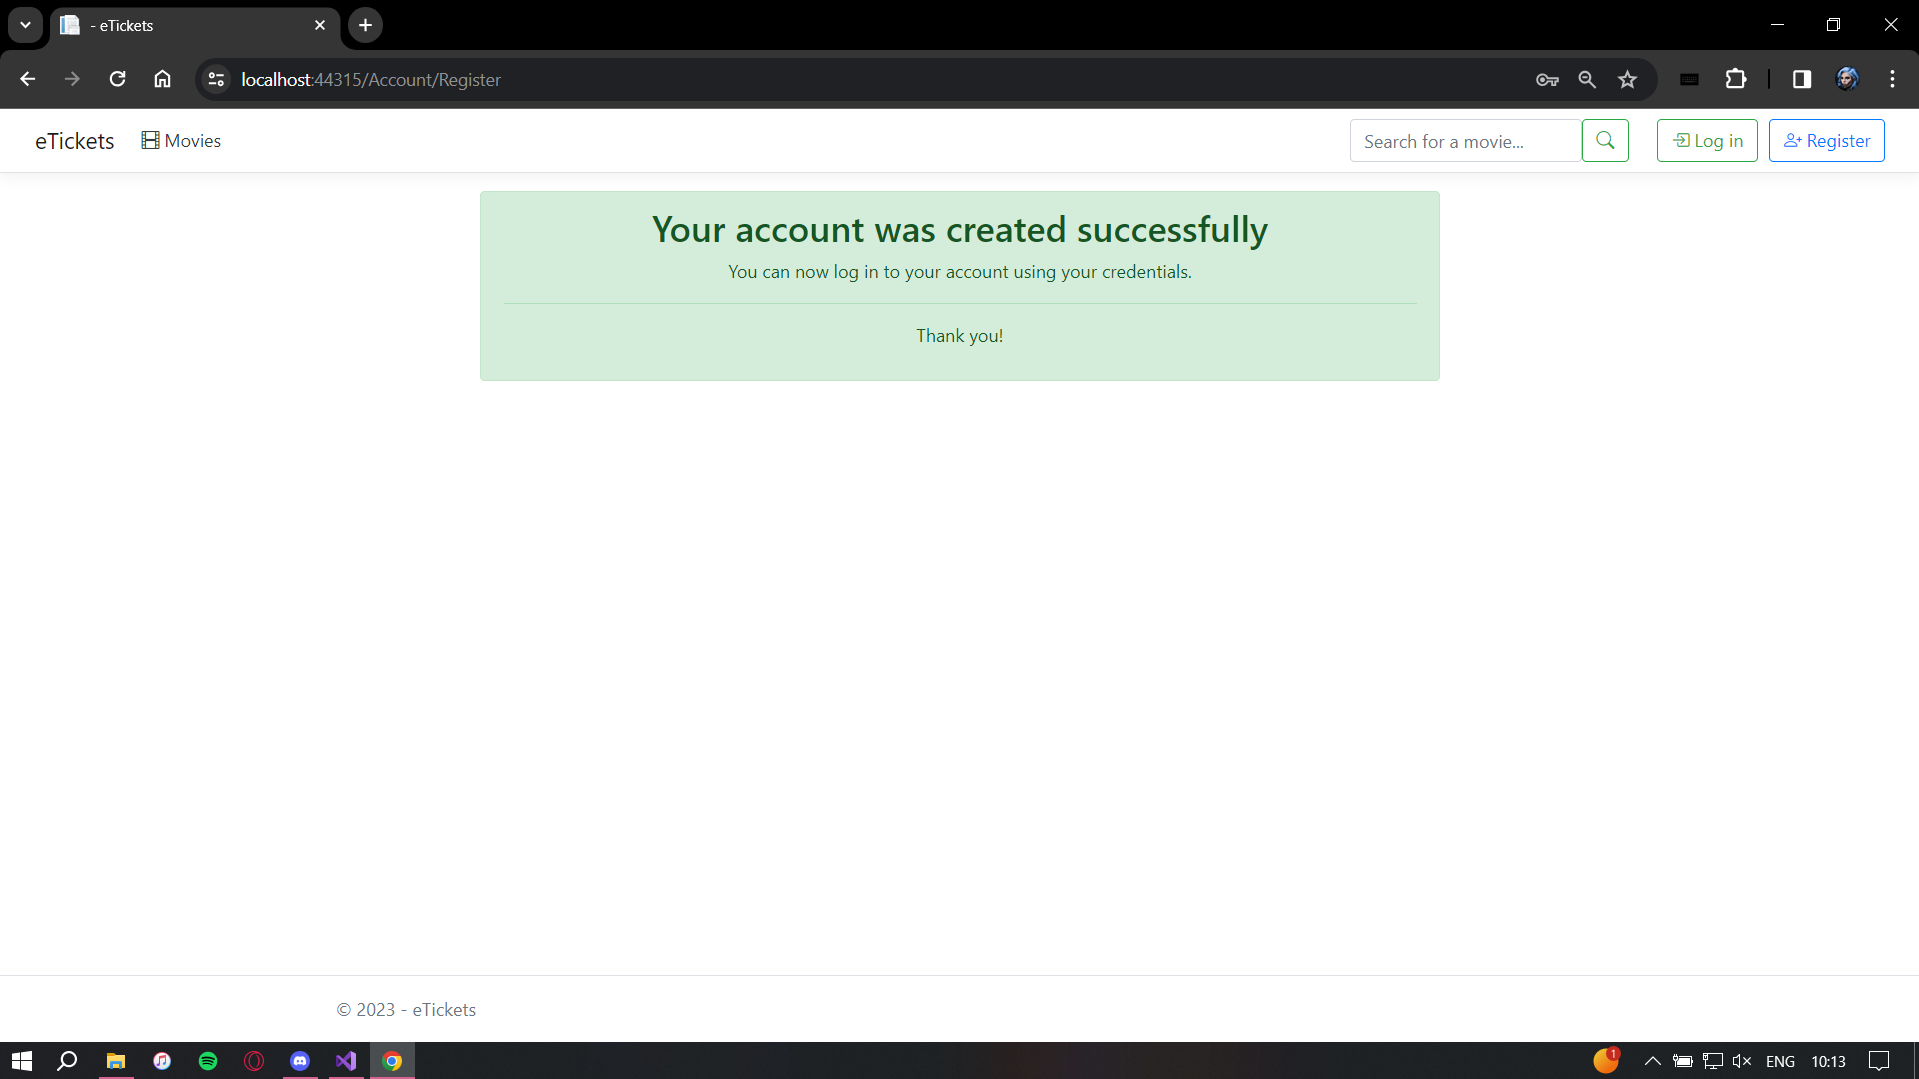 - eTickets
localhost:44315/Account/Register
eTickets Movies Search for a movie... Log in Register
Your account was created successfully
You can now log in to your account using your credentials.
Thank you!
© 2023 - eTickets
1 ENG 10:13